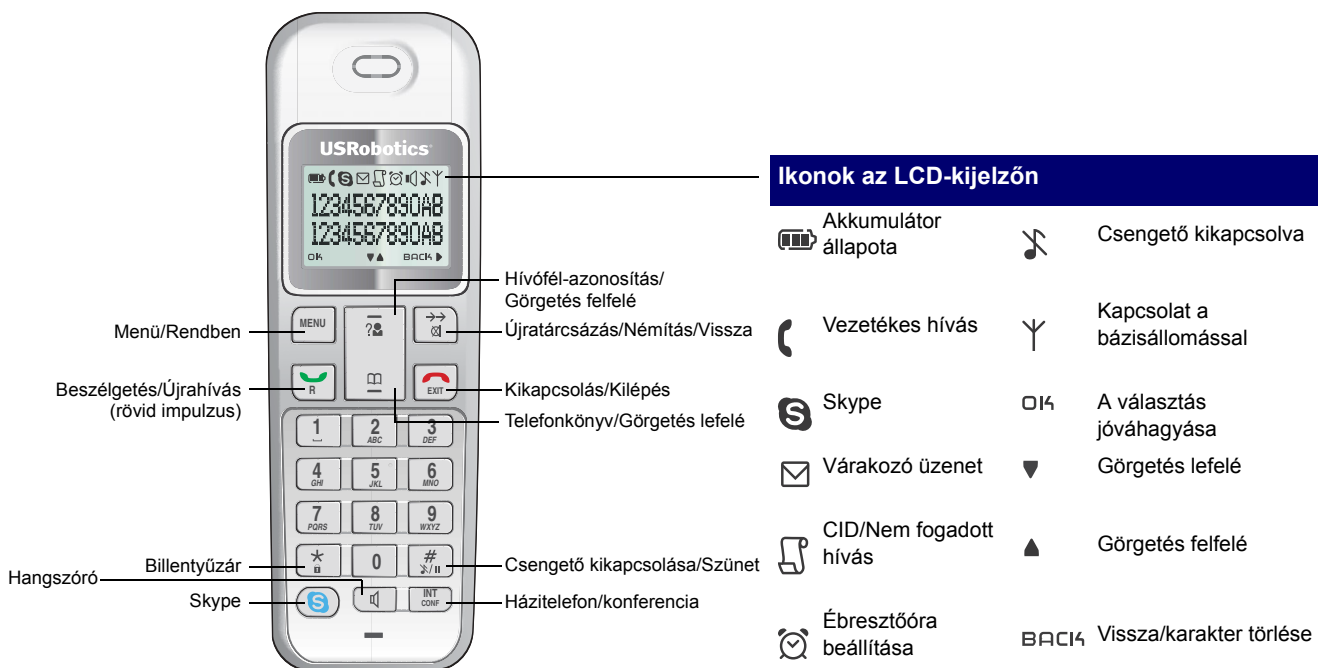 USRobotics
1234567890AB
1234567890AB
OK ▼▲ BACK
MENU
?
→→
R
EXIT
1
2 ABC
3 DEF
4 GHI
5 JKL
6 MNO
7 PQRS
8 TUV
9 WXYZ
*
0
#
S
INT
CONF
Menü/Rendben
Beszélgetés/Újrahívás
(rövid impulzus)
Billentyűzár
Hangszóró
Skype
Hívófél-azonosítás/
Görgetés felfelé
Újratárcsázás/Némítás/Vissza
Kikapcsolás/Kilépés
Telefonkönyv/Görgetés lefelé
Csengető kikapcsolása/Szünet
Házitelefon/konferencia
Ikonok az LCD-kijelzőn
Akkumulátor
állapota
Csengető kikapcsolva
Vezetékes hívás
Kapcsolat a
bázisállomással
Skype
OK
A választás
jóváhagyása
Várakozó üzenet
Görgetés lefelé
CID/Nem fogadott
hívás
Görgetés felfelé
Ébresztőóra
beállítása
BACK
Vissza/karakter törlése